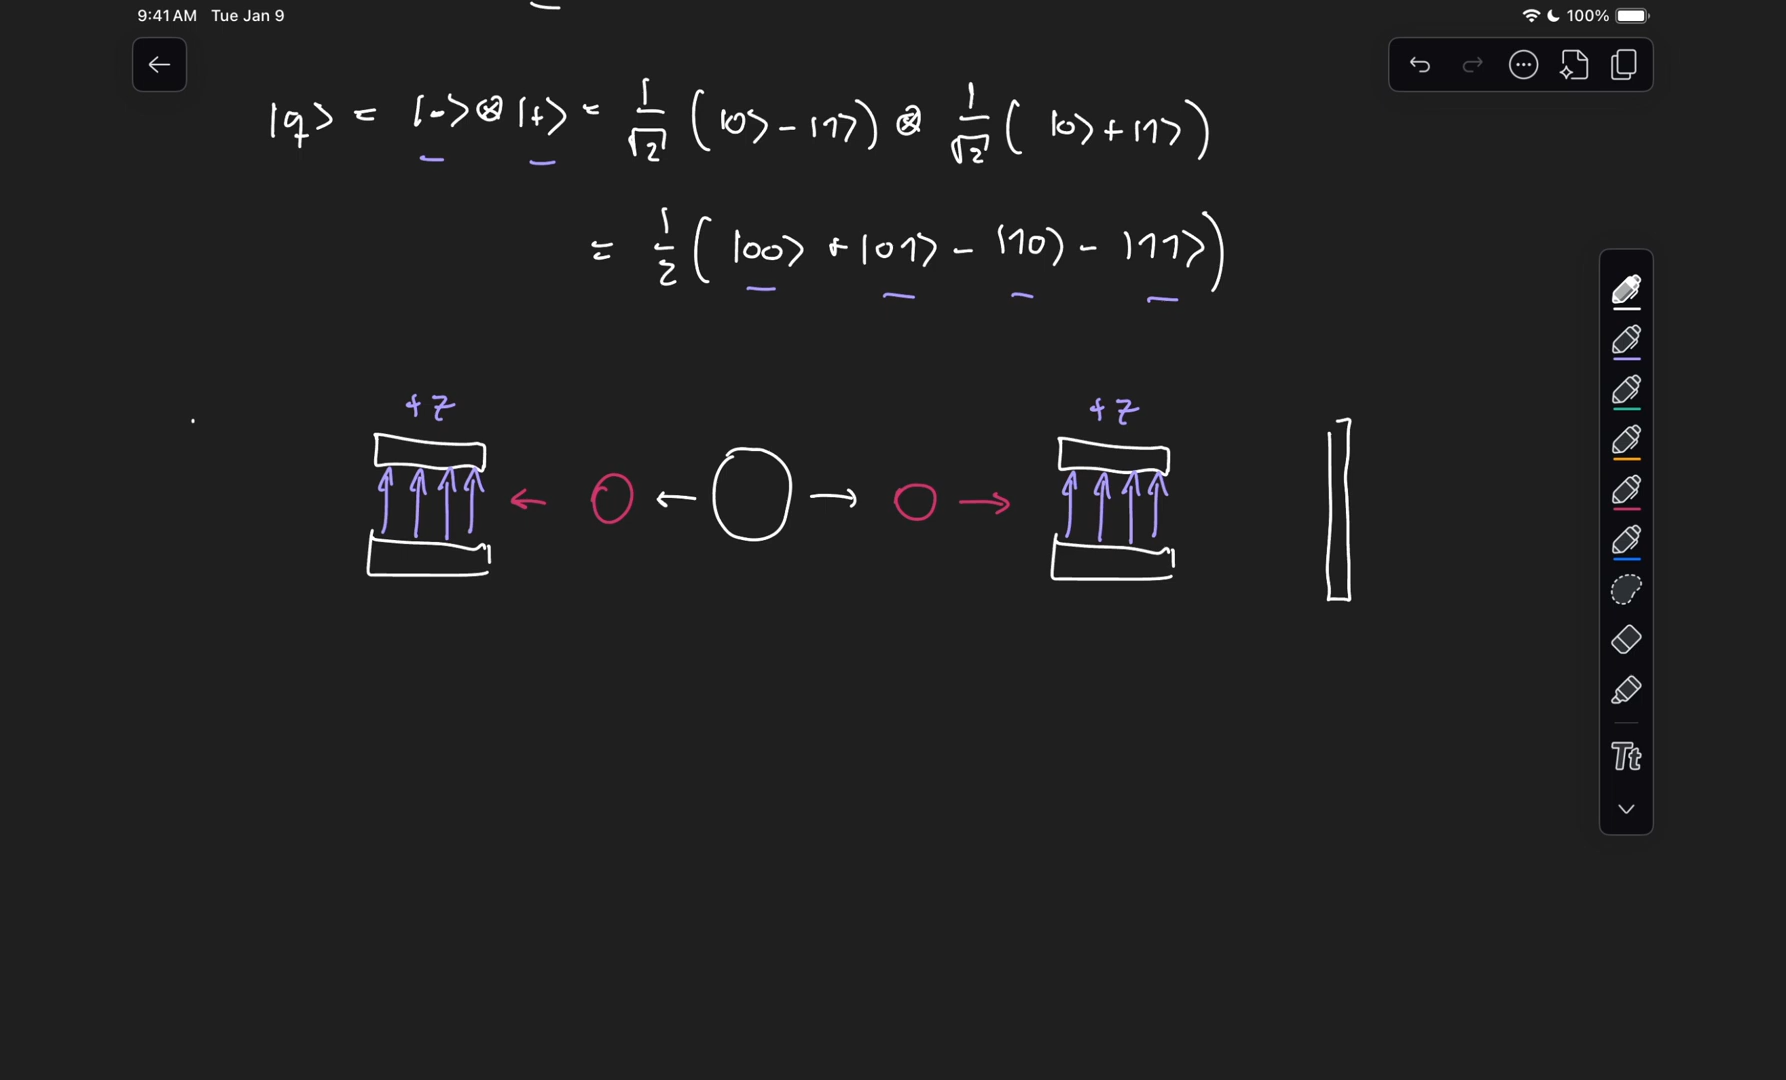 9:41 AM Tue Jan 9
100%
|q⟩ = |-⟩⊗|+⟩ = 1/√2 (|0⟩-|1⟩) ⊗ 1/√2 (|0⟩+|1⟩)
= 1/2 (|00⟩ + |01⟩ - |10⟩ - |11⟩)
+z +z
Tt